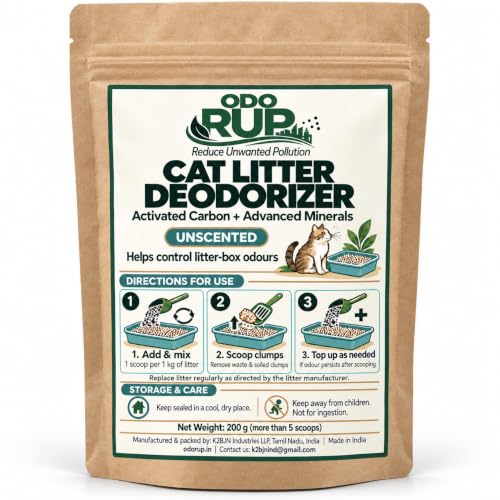 ODO
RUP
Reduce Unwanted Pollution
CAT LITTER
DEODORIZER
Activated Carbon + Advanced Minerals
UNSCENTED
Helps control litter-box odours
DIRECTIONS FOR USE
1
1. Add & mix
1 scoop per 1 kg of litter
2
2. Scoop clumps
Remove waste & soiled clumps
3
3. Top up as needed
If odour persists after scooping
Replace litter regularly as directed by the litter manufacturer.
STORAGE & CARE
Keep sealed in a cool, dry place.
Keep away from children.
Not for ingestion.
Net Weight: 200 g (more than 5 scoops)
Manufactured & packed by: K2BJN Industries LLP, Tamil Nadu, India | Made in India
odorup.in | Contact us: k2bjnind@gmail.com